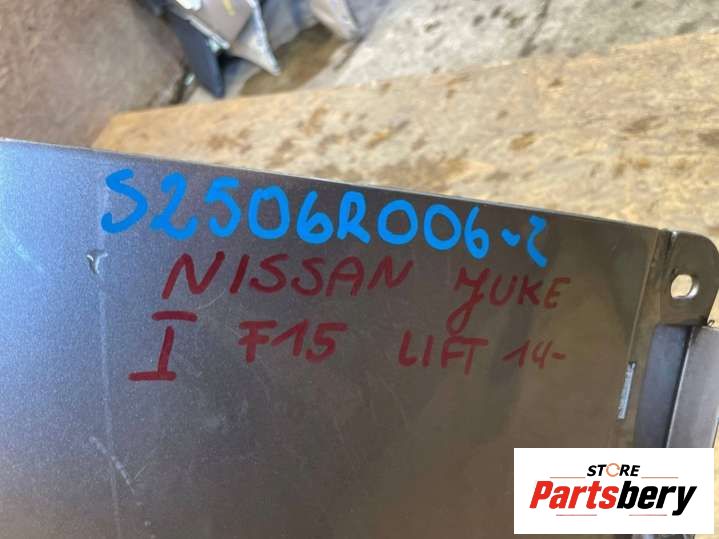 S2506R006-2
NISSAN JUKE
I F15 LIFT 14-
STORE
Partsbery